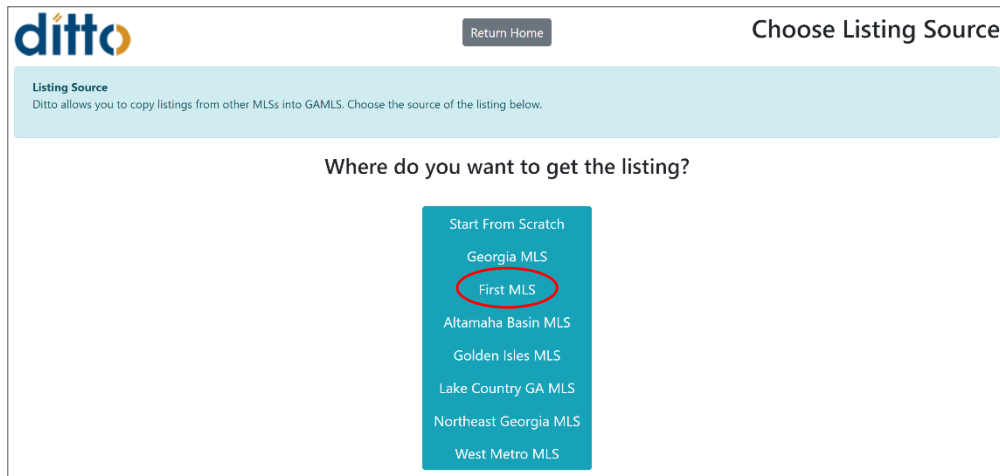 ditto
Return Home
Choose Listing Source
Listing Source
Ditto allows you to copy listings from other MLSs into GAMLS. Choose the source of the listing below.
Where do you want to get the listing?
Start From Scratch
Georgia MLS
First MLS
Altamaha Basin MLS
Golden Isles MLS
Lake Country GA MLS
Northeast Georgia MLS
West Metro MLS